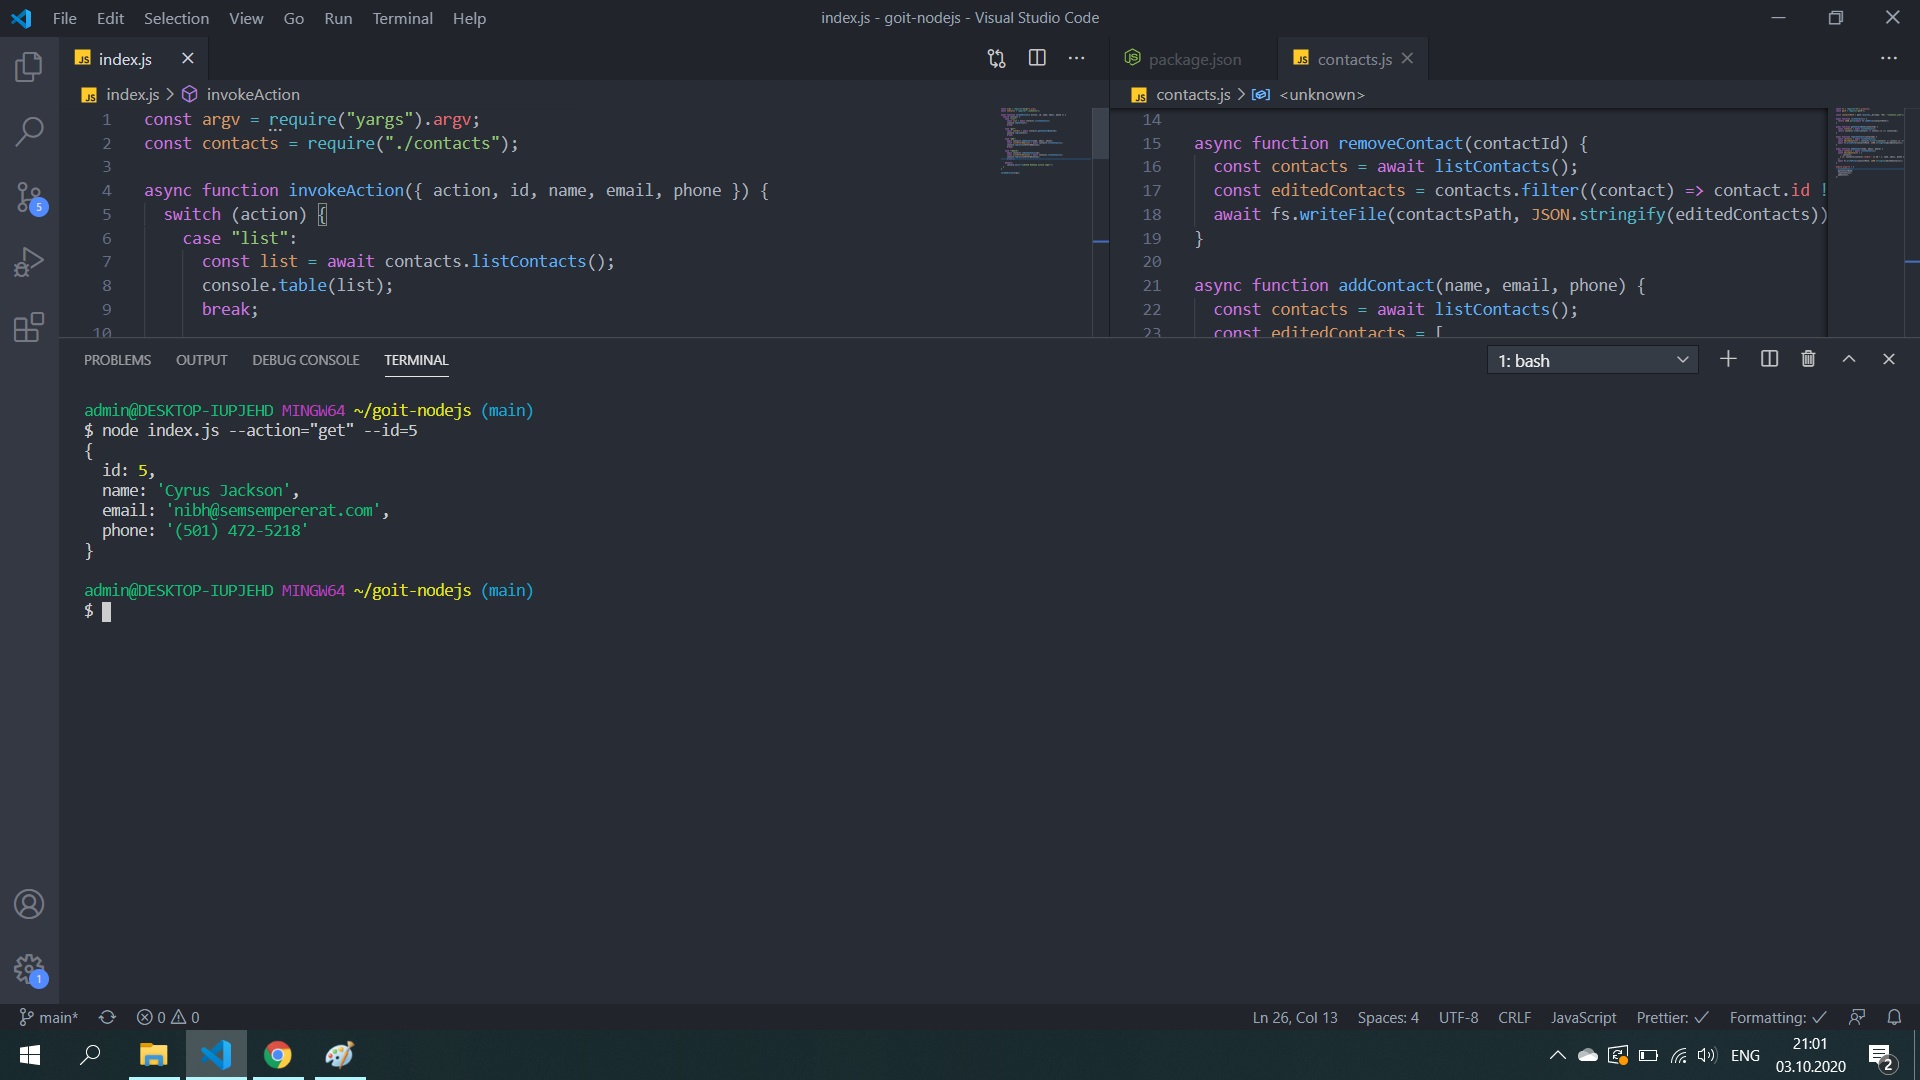 File Edit Selection View Go Run Terminal Help
index.js - goit-nodejs - Visual Studio Code
JS index.js
JS package.json
JS contacts.js
JS index.js > invokeAction
1 const argv = require("yargs").argv;
2 const contacts = require("./contacts");
3
4 async function invokeAction({ action, id, name, email, phone }) {
5 switch (action) {
6 case "list":
7 const list = await contacts.listContacts();
8 console.table(list);
9 break;
10
JS contacts.js > <unknown>
14
15 async function removeContact(contactId) {
16 const contacts = await listContacts();
17 const editedContacts = contacts.filter((contact) => contact.id !
18 await fs.writeFile(contactsPath, JSON.stringify(editedContacts))
19 }
20
21 async function addContact(name, email, phone) {
22 const contacts = await listContacts();
23 const editedContacts = [
PROBLEMS OUTPUT DEBUG CONSOLE TERMINAL
1: bash
admin@DESKTOP-IUPJEHD MINGW64 ~/goit-nodejs (main)
$ node index.js --action="get" --id=5
{
id: 5,
name: 'Cyrus Jackson',
email: 'nibh@semsempererat.com',
phone: '(501) 472-5218'
}
admin@DESKTOP-IUPJEHD MINGW64 ~/goit-nodejs (main)
$
5
1
main* 0 0
Ln 26, Col 13 Spaces: 4 UTF-8 CRLF JavaScript Prettier: ✓ Formatting: ✓
ENG
21:01
03.10.2020
2